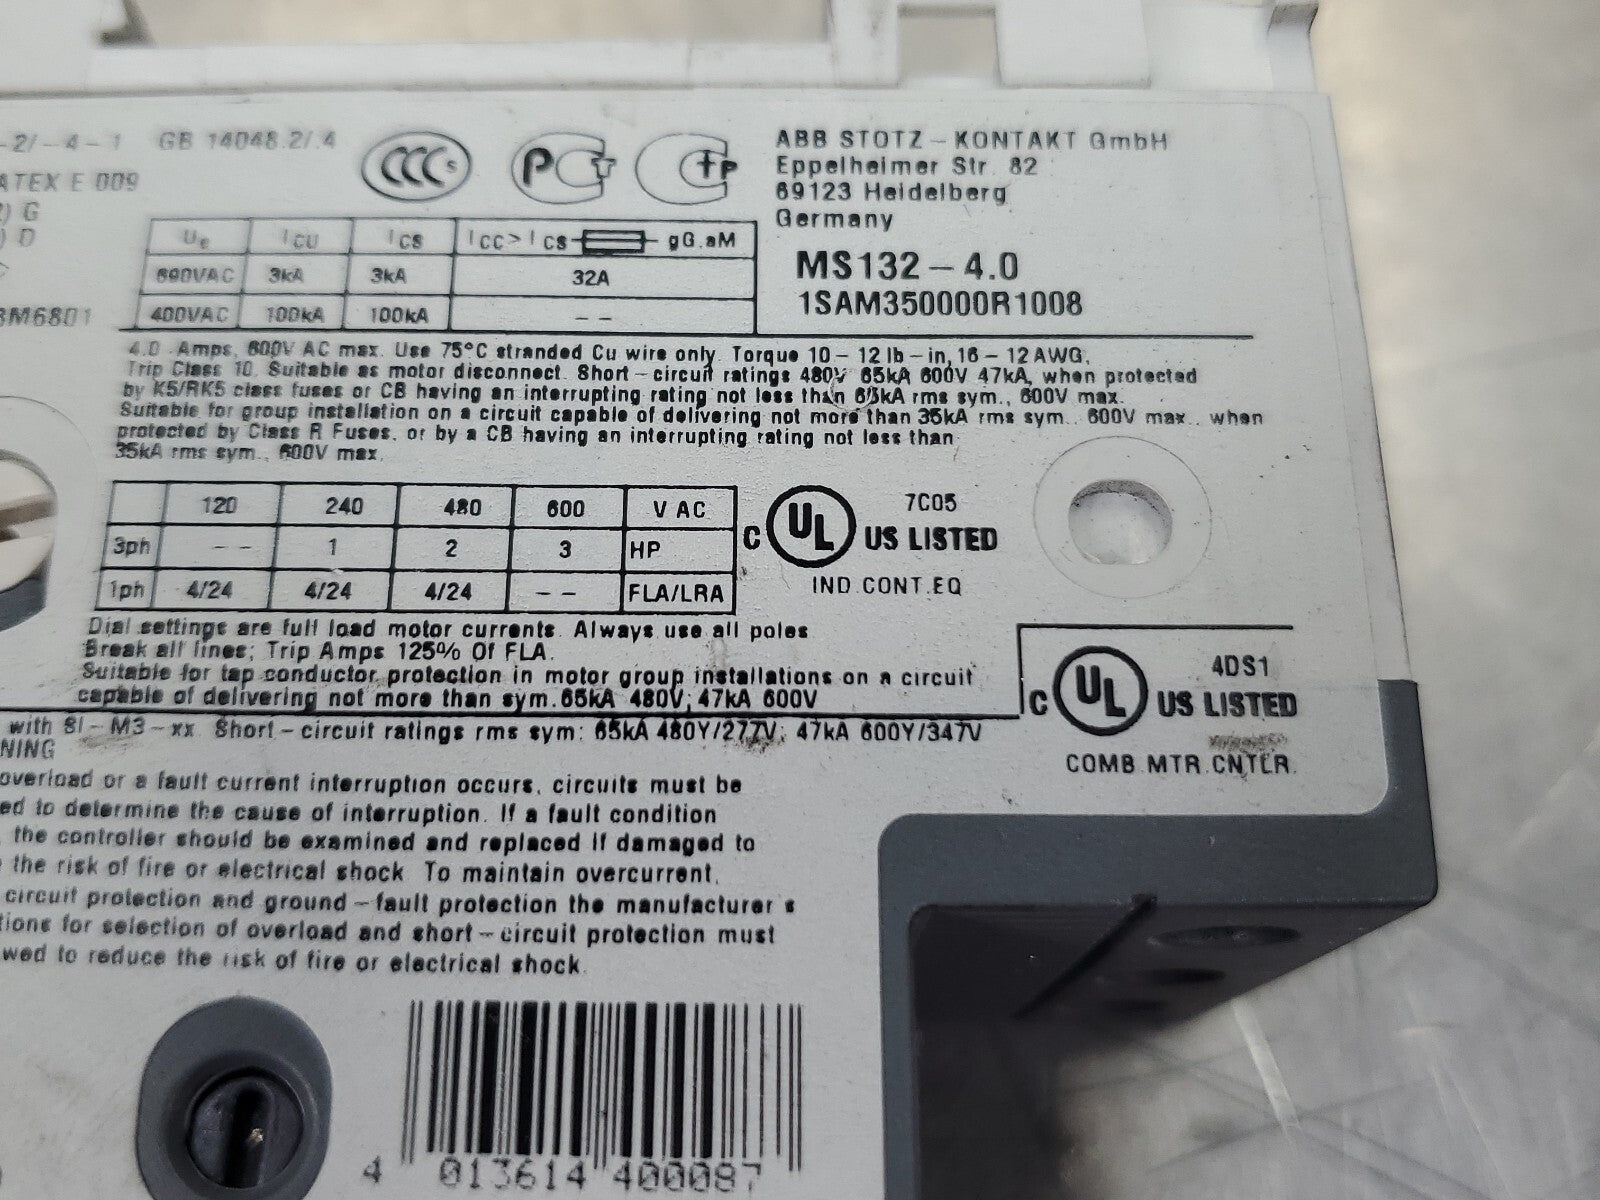 -2/-4-1 GB 14048.2/.4
ATEX E 009
) G
) D
BM6801
CCC S
PCT
CTP
ABB STOTZ-KONTAKT GmbH
Eppelheimer Str. 82
69123 Heidelberg
Germany
MS132-4.0
1SAM350000R1008
Ue ICU ICS ICC>ICS gG.aM
690VAC 3kA 3kA 32A
400VAC 100kA 100kA --
4.0 Amps, 600V AC max. Use 75°C stranded Cu wire only. Torque 10-12 lb-in, 16-12 AWG.
Trip Class 10. Suitable as motor disconnect. Short-circuit ratings 480V 65kA 600V 47kA, when protected
by K5/RK5 class fuses or CB having an interrupting rating not less than 65kA rms sym., 600V max.
Suitable for group installation on a circuit capable of delivering not more than 35kA rms sym., 600V max., when
protected by Class R Fuses, or by a CB having an interrupting rating not less than
35kA rms sym., 600V max.
120 240 480 600 V AC
3ph -- 1 2 3 HP
1ph 4/24 4/24 4/24 -- FLA/LRA
C UL US LISTED
7C05
IND.CONT.EQ
Dial settings are full load motor currents. Always use all poles
Break all lines; Trip Amps 125% Of FLA.
Suitable for tap conductor protection in motor group installations on a circuit
capable of delivering not more than sym. 65kA 480V; 47kA 600V
C UL US LISTED
4DS1
COMB.MTR.CNTLR.
with SI-M3-xx Short-circuit ratings rms sym: 65kA 480Y/277V; 47kA 600Y/347V
NING
overload or a fault current interruption occurs, circuits must be
ed to determine the cause of interruption. If a fault condition
, the controller should be examined and replaced if damaged to
the risk of fire or electrical shock. To maintain overcurrent,
circuit protection and ground-fault protection the manufacturer's
tions for selection of overload and short-circuit protection must
wed to reduce the risk of fire or electrical shock.
4 013614 400087